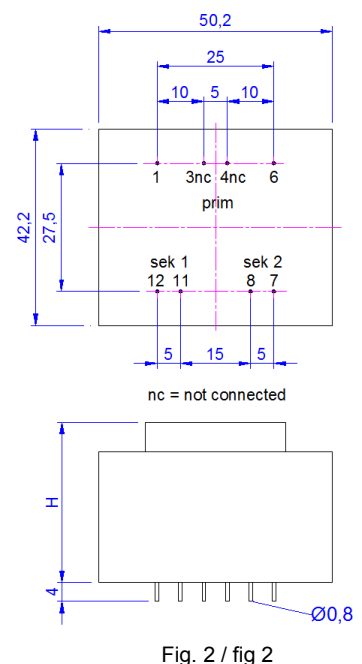 50,2
25
10 5 10
42,2
27,5
1 3nc 4nc 6
prim
sek 1 sek 2
12 11 8 7
5 15 5
nc = not connected
H
4
Ø0,8
Fig. 2 / fig 2